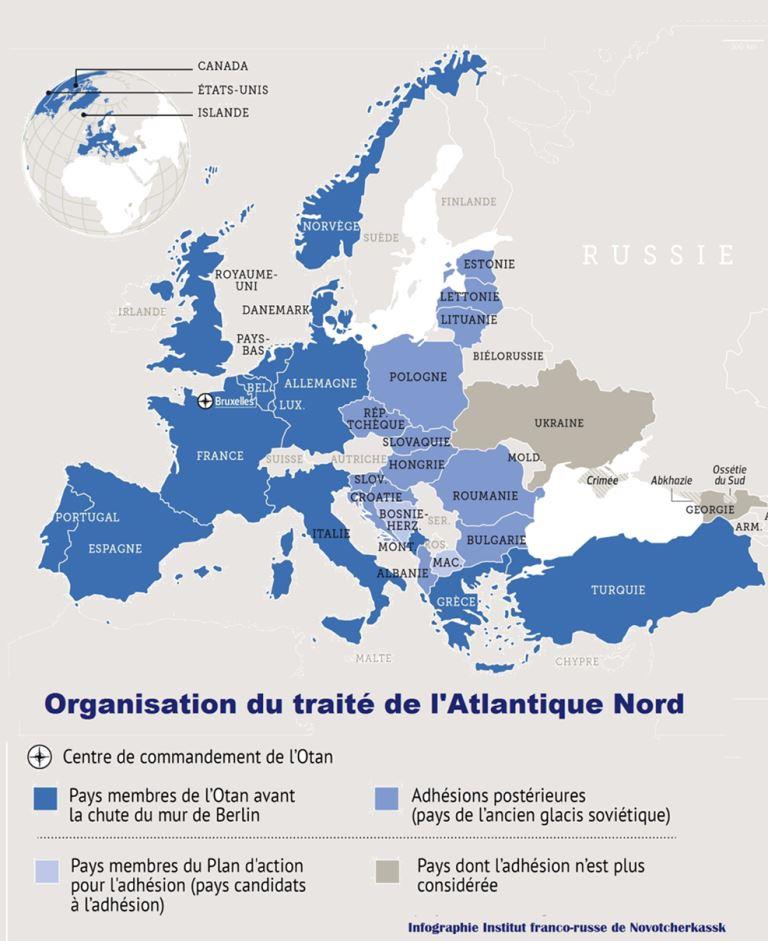 CANADA
ÉTATS-UNIS
ISLANDE
FINLANDE
NORVÈGE
SUÈDE
RUSSIE
ESTONIE
ROYAUME-
UNI
LETTONIE
IRLANDE
DANEMARK
LITUANIE
PAYS-
BAS
BIÉLORUSSIE
POLOGNE
ALLEMAGNE
BEL.
Bruxelles
LUX.
RÉP.
TCHÈQUE
UKRAINE
SLOVAQUIE
FRANCE
SUISSE
AUTRICHE
MOLD.
HONGRIE
Ossétie
du Sud
Crimée
Abkhazie
SLOV.
CROATIE
ROUMANIE
GEORGIE
PORTUGAL
BOSNIE-
HERZ.
SER.
ARM.
ITALIE
BULGARIE
ESPAGNE
MONT.
KOS.
MAC.
ALBANIE
TURQUIE
GRÈCE
MALTE
CHYPRE
Organisation du traité de l'Atlantique Nord
Centre de commandement de l'Otan
Pays membres de l'Otan avant
la chute du mur de Berlin
Adhésions postérieures
(pays de l'ancien glacis soviétique)
Pays membres du Plan d'action
pour l'adhésion (pays candidats
à l'adhésion)
Pays dont l'adhésion n'est plus
considérée
Infographie Institut franco-russe de Novotcherkassk